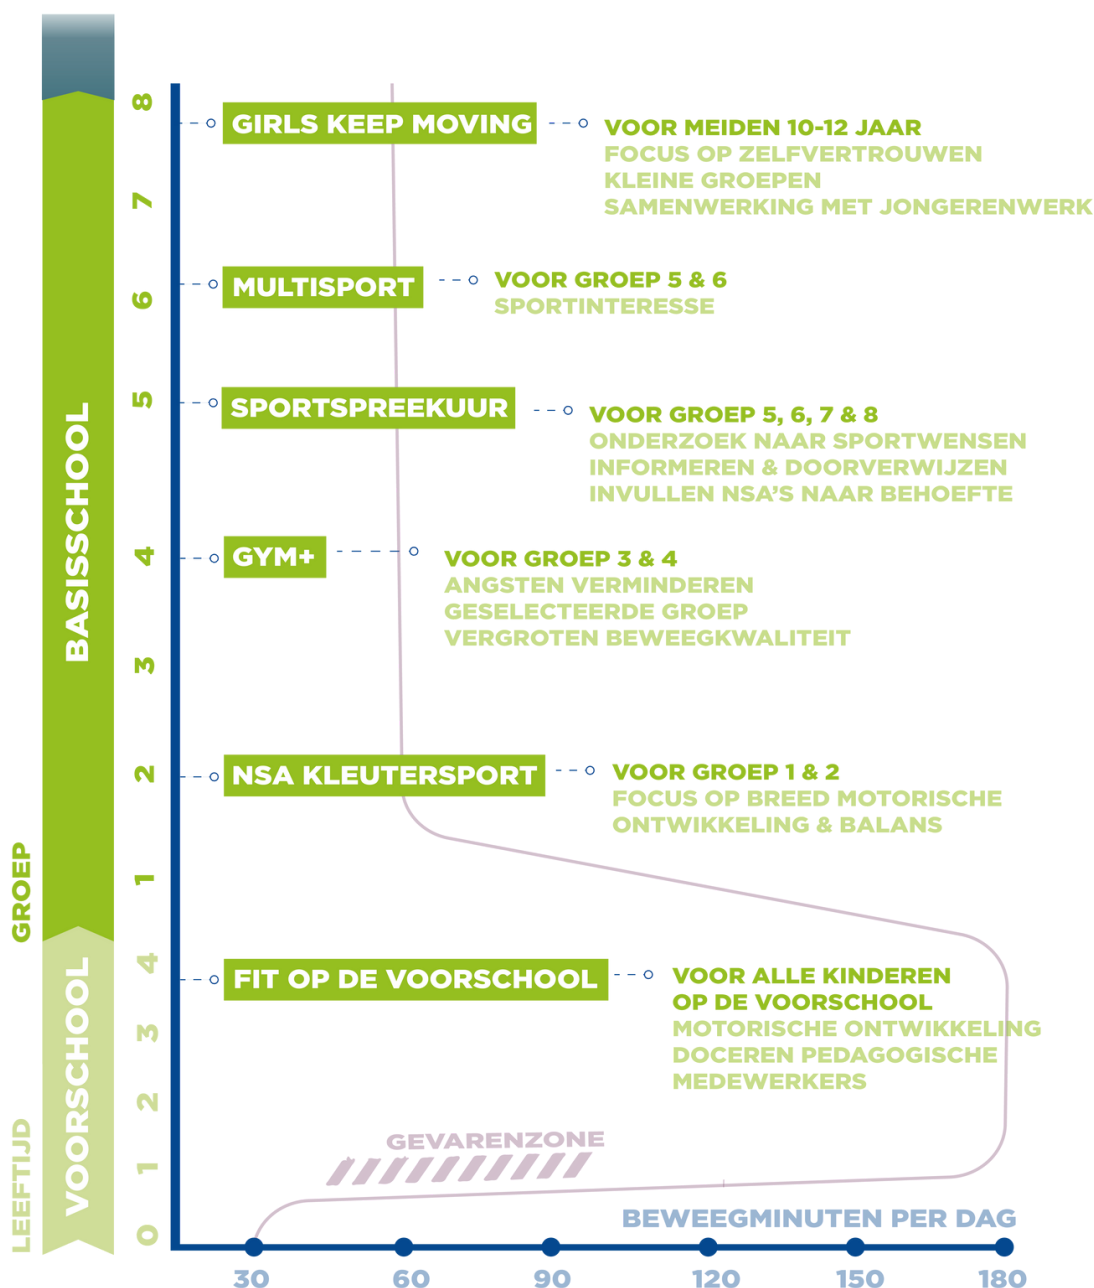 8
GIRLS KEEP MOVING
VOOR MEIDEN 10-12 JAAR
FOCUS OP ZELFVERTROUWEN
KLEINE GROEPEN
SAMENWERKING MET JONGERENWERK
7
6
MULTISPORT
VOOR GROEP 5 & 6
SPORTINTERESSE
5
SPORTSPREEKUUR
VOOR GROEP 5, 6, 7 & 8
ONDERZOEK NAAR SPORTWENSEN
INFORMEREN & DOORVERWIJZEN
INVULLEN NSA'S NAAR BEHOEFTE
BASISSCHOOL
4
GYM+
VOOR GROEP 3 & 4
ANGSTEN VERMINDEREN
GESELECTEERDE GROEP
VERGROTEN BEWEEGKWALITEIT
3
2
NSA KLEUTERSPORT
VOOR GROEP 1 & 2
FOCUS OP BREED MOTORISCHE
ONTWIKKELING & BALANS
GROEP
1
4
FIT OP DE VOORSCHOOL
VOOR ALLE KINDEREN
OP DE VOORSCHOOL
MOTORISCHE ONTWIKKELING
DOCEREN PEDAGOGISCHE
MEDEWERKERS
VOORSCHOOL
3
2
LEEFTIJD
1
GEVARENZONE
0
BEWEEGMINUTEN PER DAG
30 60 90 120 150 180